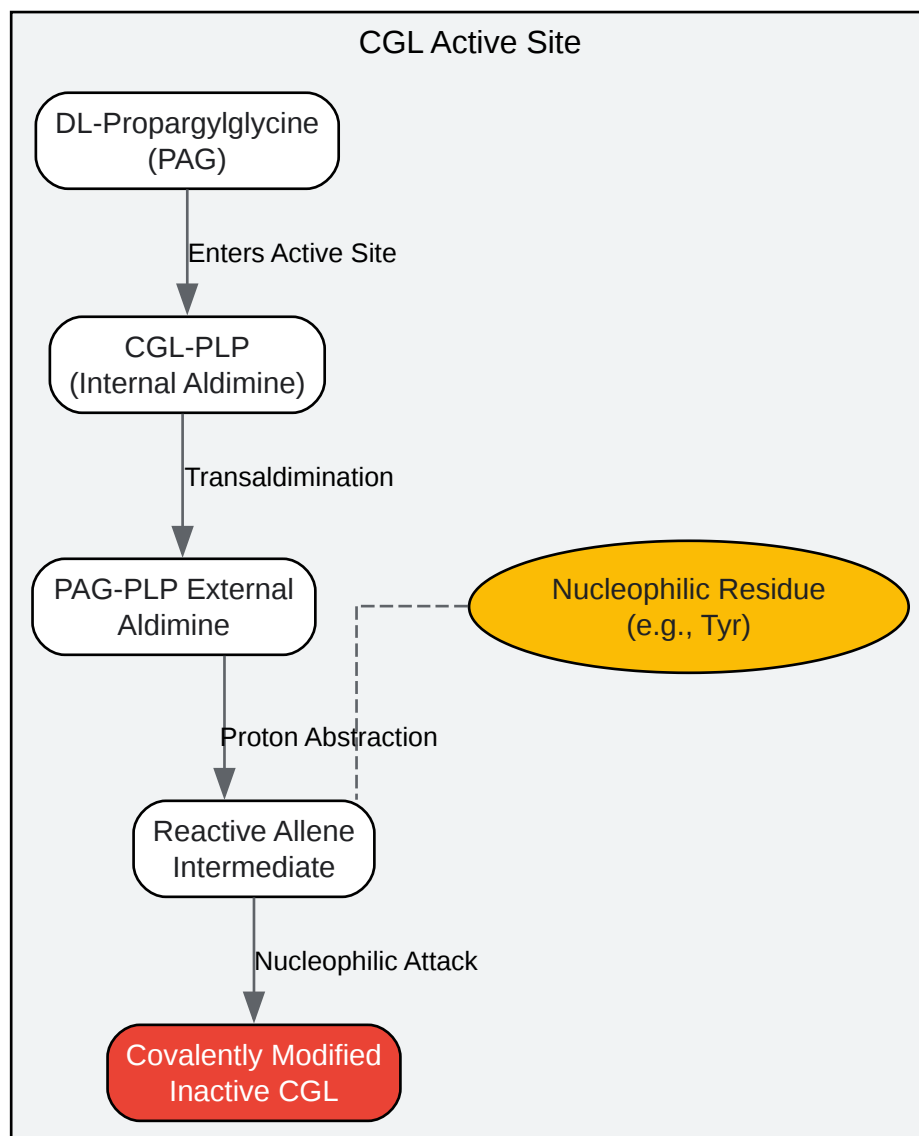 CGL Active Site
DL-Propargylglycine
(PAG)
Enters Active Site
CGL-PLP
(Internal Aldimine)
Transaldimination
PAG-PLP External
Aldimine
Nucleophilic Residue
(e.g., Tyr)
Proton Abstraction
Reactive Allene
Intermediate
Nucleophilic Attack
Covalently Modified
Inactive CGL